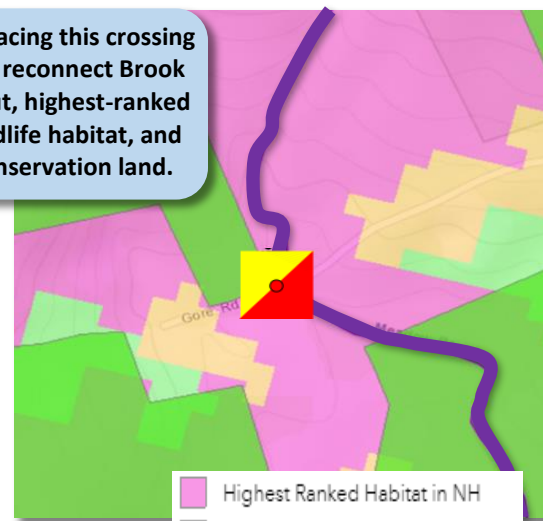 acing this crossing
reconnect Brook
t, highest-ranked
dlife habitat, and
nservation land.
Gore Rd
Highest Ranked Habitat in NH